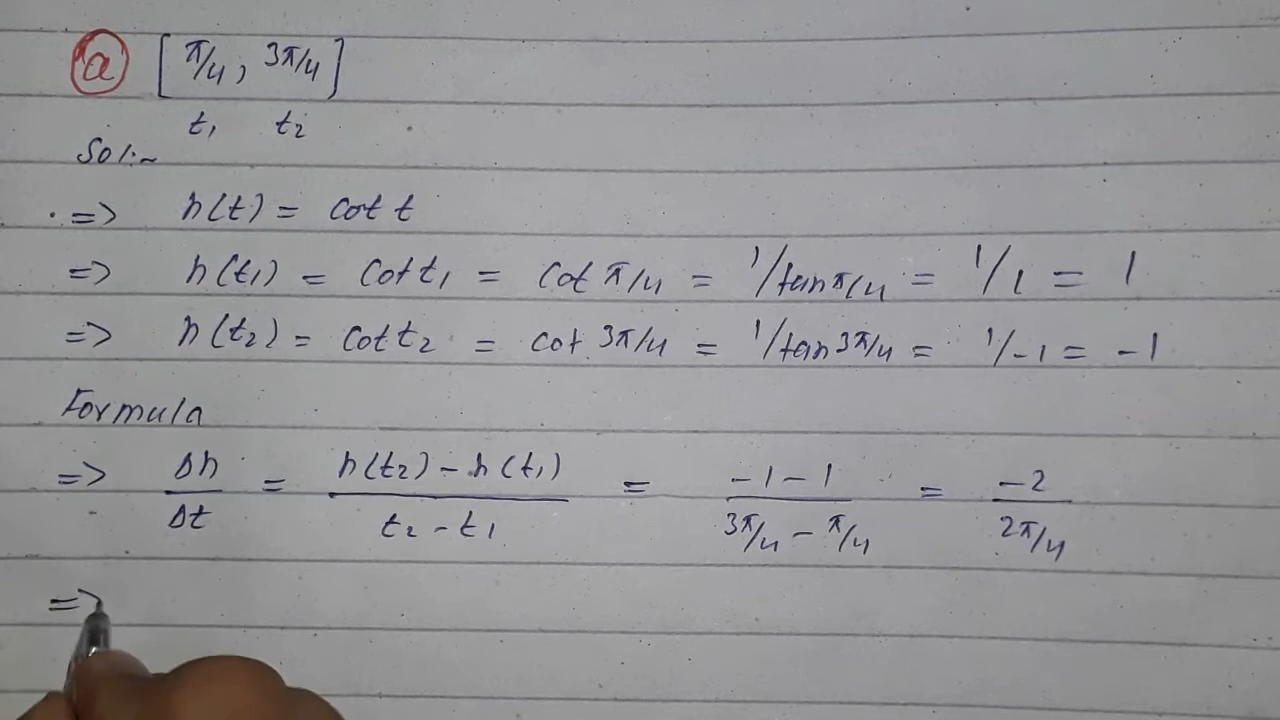 a [π/4, 3π/4]
t₁ t₂
Sol:~
=> h(t) = cot t
=> h(t₁) = cot t₁ = cot π/4 = 1/tan π/4 = 1/1 = 1
=> h(t₂) = cot t₂ = cot 3π/4 = 1/tan 3π/4 = 1/-1 = -1
Formula
=> Δh/Δt = h(t₂) - h(t₁)/t₂ - t₁ = -1 - 1/3π/4 - π/4 = -2/2π/4
=>